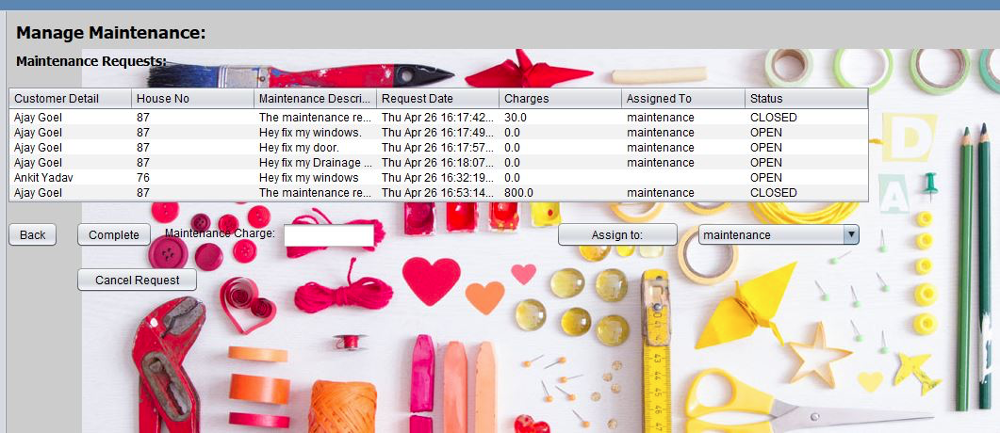 Manage Maintenance:
Maintenance Requests:
Customer Detail House No Maintenance Descri... Request Date Charges Assigned To Status
Ajay Goel 87 The maintenance re... Thu Apr 26 16:17:42... 30.0 maintenance CLOSED
Ajay Goel 87 Hey fix my windows. Thu Apr 26 16:17:49... 0.0 maintenance OPEN
Ajay Goel 87 Hey fix my door. Thu Apr 26 16:17:57... 0.0 maintenance OPEN
Ajay Goel 87 Hey fix my Drainage ... Thu Apr 26 16:18:07... 0.0 maintenance OPEN
Ankit Yadav 76 Hey fix my windows Thu Apr 26 16:32:19... 0.0 OPEN
Ajay Goel 87 The maintenance re... Thu Apr 26 16:53:14... 800.0 maintenance CLOSED
D
A
Back Complete Maintenance Charge: Assign to: maintenance
Cancel Request
43
44
45